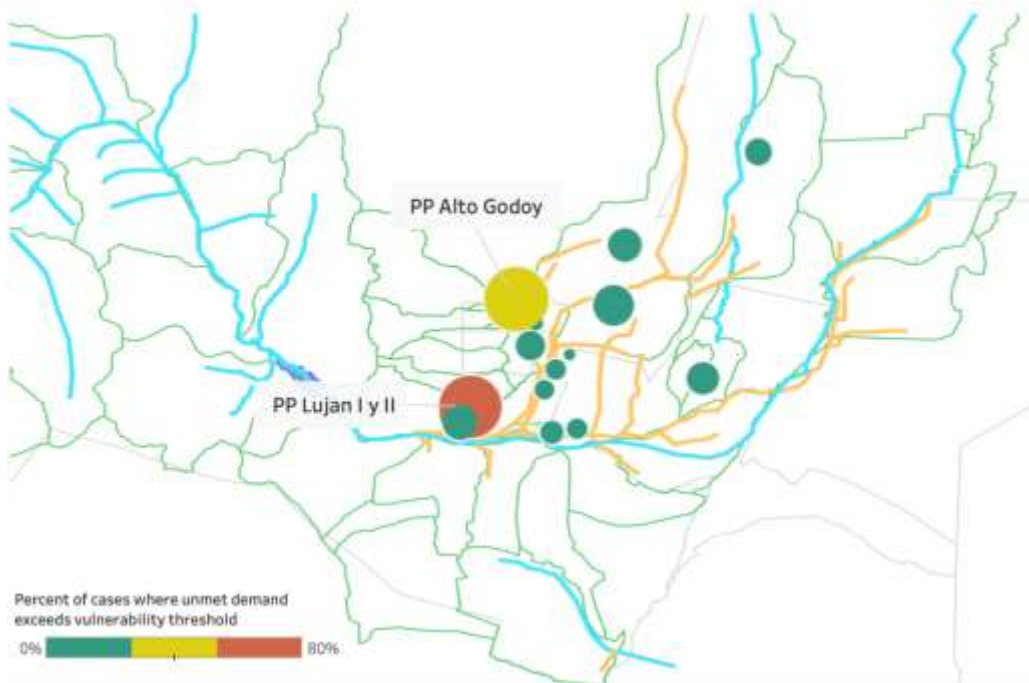 PP Alto Godoy
PP Lujan I y II
Percent of cases where unmet demand
exceeds vulnerability threshold
0%
80%